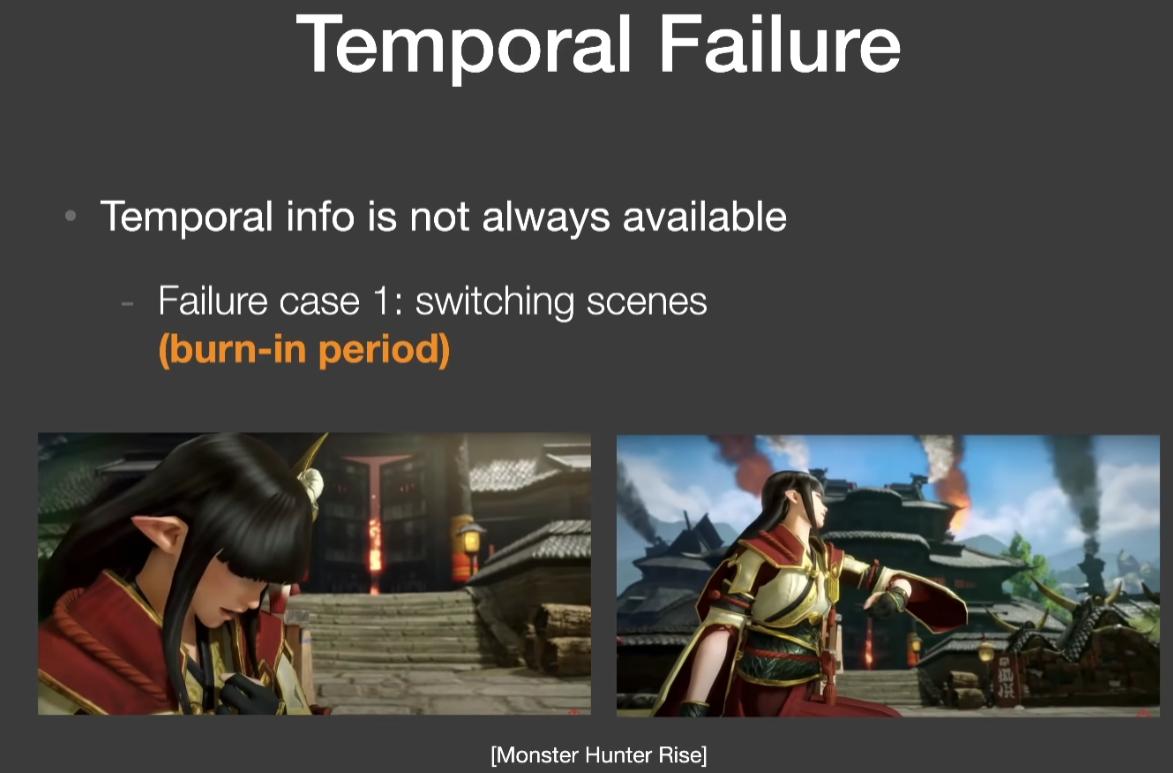 Temporal Failure
• Temporal info is not always available
- Failure case 1: switching scenes
(burn-in period)
[Monster Hunter Rise]